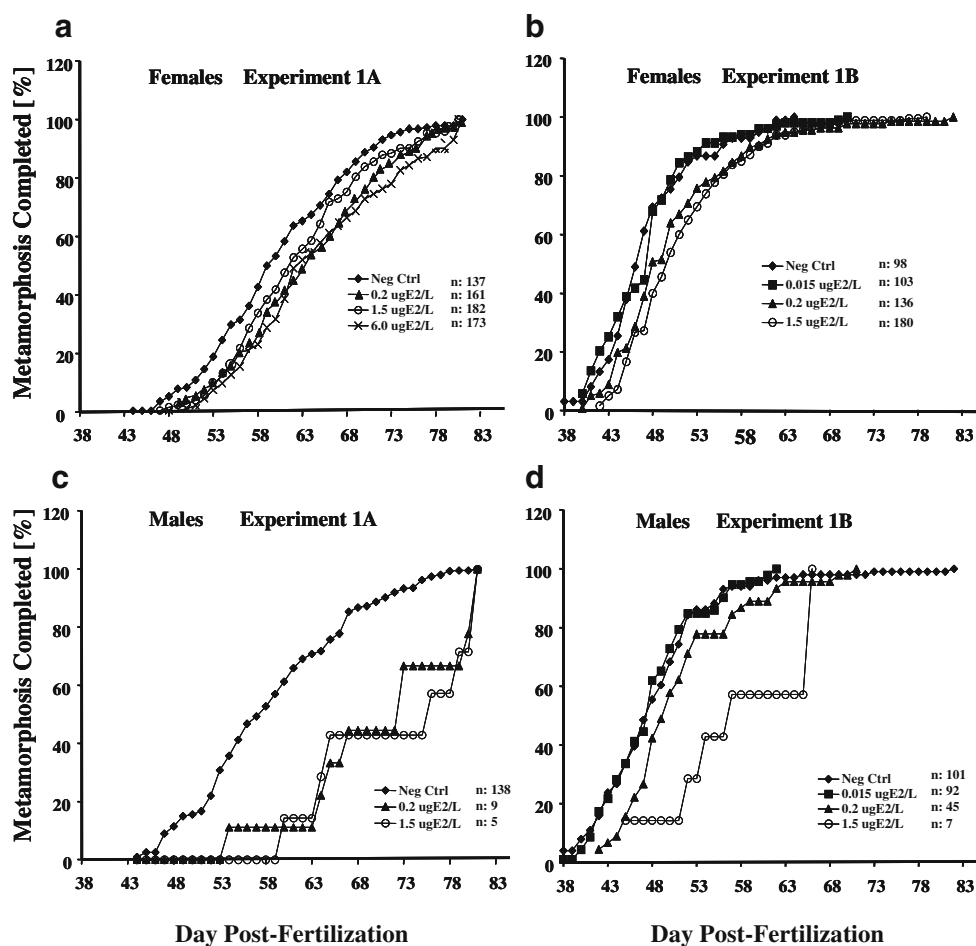 a
Females Experiment 1A
Metamorphosis Completed [%]
120
100
80
60
40
20
0
Neg Ctrl n: 137
0.2 ugE2/L n: 161
1.5 ugE2/L n: 182
6.0 ugE2/L n: 173
38 43 48 53 58 63 68 73 78 83
b
Females Experiment 1B
120
100
80
60
40
20
0
Neg Ctrl n: 98
0.015 ugE2/L n: 103
0.2 ugE2/L n: 136
1.5 ugE2/L n: 180
38 43 48 53 58 63 68 73 78 83
c
Males Experiment 1A
Metamorphosis Completed [%]
120
100
80
60
40
20
0
Neg Ctrl n: 138
0.2 ugE2/L n: 9
1.5 ugE2/L n: 5
38 43 48 53 58 63 68 73 78 83
Day Post-Fertilization
d
Males Experiment 1B
120
100
80
60
40
20
0
Neg Ctrl n: 101
0.015 ugE2/L n: 92
0.2 ugE2/L n: 45
1.5 ugE2/L n: 7
38 43 48 53 58 63 68 73 78 83
Day Post-Fertilization